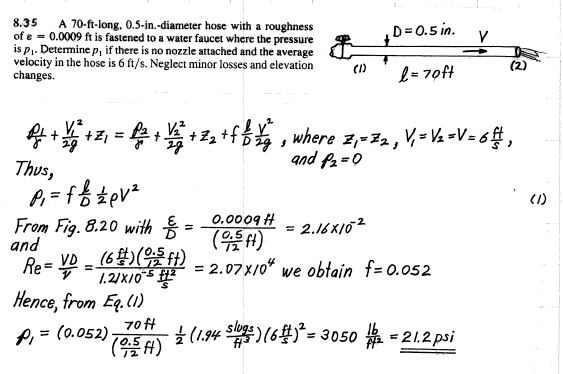 8.35 A 70-ft-long, 0.5-in.-diameter hose with a roughness
of ε = 0.0009 ft is fastened to a water faucet where the pressure
is p₁. Determine p₁ if there is no nozzle attached and the average
velocity in the hose is 6 ft/s. Neglect minor losses and elevation
changes.
D = 0.5 in. V
(1) ℓ = 70 ft (2)
p₁/γ + V₁²/2g + z₁ = p₂/γ + V₂²/2g + z₂ + f ℓ/D V²/2g , where z₁ = z₂ , V₁ = V₂ = V = 6 ft/s ,
and p₂ = 0
Thus,
p₁ = f ℓ/D ½ ρV² (1)
From Fig. 8.20 with ε/D = 0.0009 ft/(0.5/12 ft) = 2.16 x 10⁻²
and
Re = VD/ν = (6 ft/s)(0.5/12 ft)/1.21x10⁻⁵ ft²/s = 2.07 x 10⁴ we obtain f = 0.052
Hence, from Eq. (1)
p₁ = (0.052) 70 ft/(0.5/12 ft) ½ (1.94 slugs/ft³)(6 ft/s)² = 3050 lb/ft² = 21.2 psi